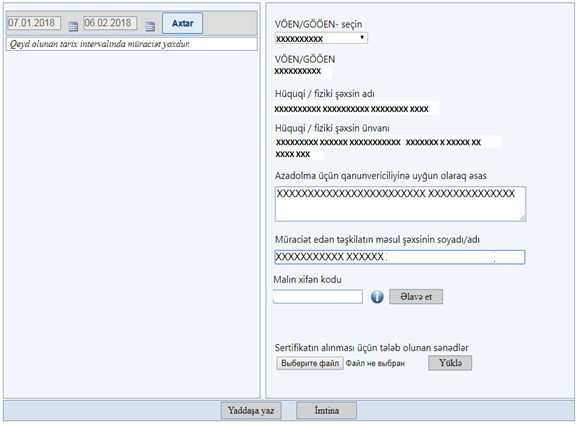 07.01.2018 06.02.2018 Axtar
Qeyd olunan tarix intervalında müraciət yoxdur.
VÖEN/GÖÖEN- seçin
XXXXXXXXXX
VÖEN/GÖÖEN
XXXXXXXXXX
Hüquqi / fiziki şəxsin adı
XXXXXXXXXX XXXXXXXXXX XXXXXXXX XXXX
Hüquqi / fiziki şəxsin ünvanı
XXXXXXXXX XXXXXX XXXXXXXXXXX XXXXXXX X XXXXX XX
XXXX XXX
Azadolma üçün qanunvericiliyinə uyğun olaraq əsas
XXXXXXXXXXXXXXXXXXXXXXXX XXXXXXXXXXXXXX
Müraciət edən təşkilatın məsul şəxsinin soyadı/adı
XXXXXXXXXXX XXXXXX
Malın xifən kodu
Əlavə et
Sertifikatın alınması üçün tələb olunan sənədlər
Выберите файл Файл не выбран Yüklə
Yaddaşa yaz İmtina